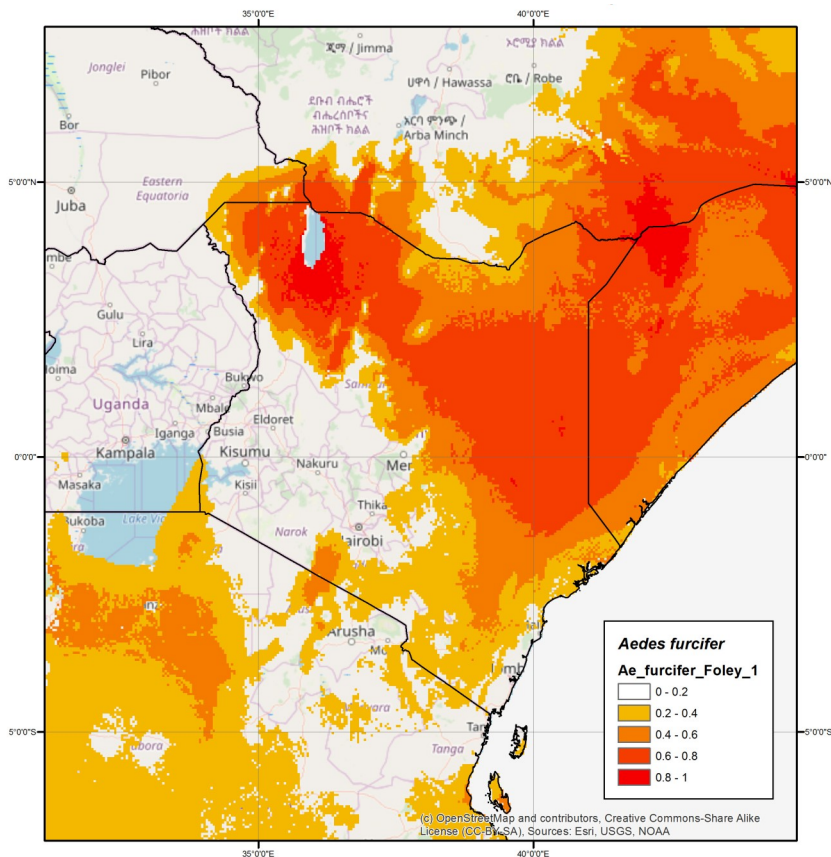 35°0'0"E 40°0'0"E
ጂማ / Jimma
Jonglei
Pibor
ሀዋሳ / Hawassa
ሮቤ / Robe
ኦሮሚያ ክልል
ደቡብ ብሔሮች
ብሔረሰቦችና
ሕዝቦች ክልል
Bor
አርባ ምንጭ /
Arba Minch
5°0'0"N 5°0'0"N
Eastern
Equatoria
Juba
Gulu
Lira
Bukwo
Uganda
Mbale
Eldoret
Iganga
Busia
Kampala
Kisumu
0°0'0" 0°0'0"
Nakuru
Masaka
Kisii
Thika
Narok
Arusha
Tanga
5°0'0"S 5°0'0"S
Aedes furcifer
Ae_furcifer_Foley_1
0 - 0.2
0.2 - 0.4
0.4 - 0.6
0.6 - 0.8
0.8 - 1
(c) OpenStreetMap and contributors, Creative Commons-Share Alike
License (CC-BY-SA), Sources: Esri, USGS, NOAA
35°0'0"E 40°0'0"E